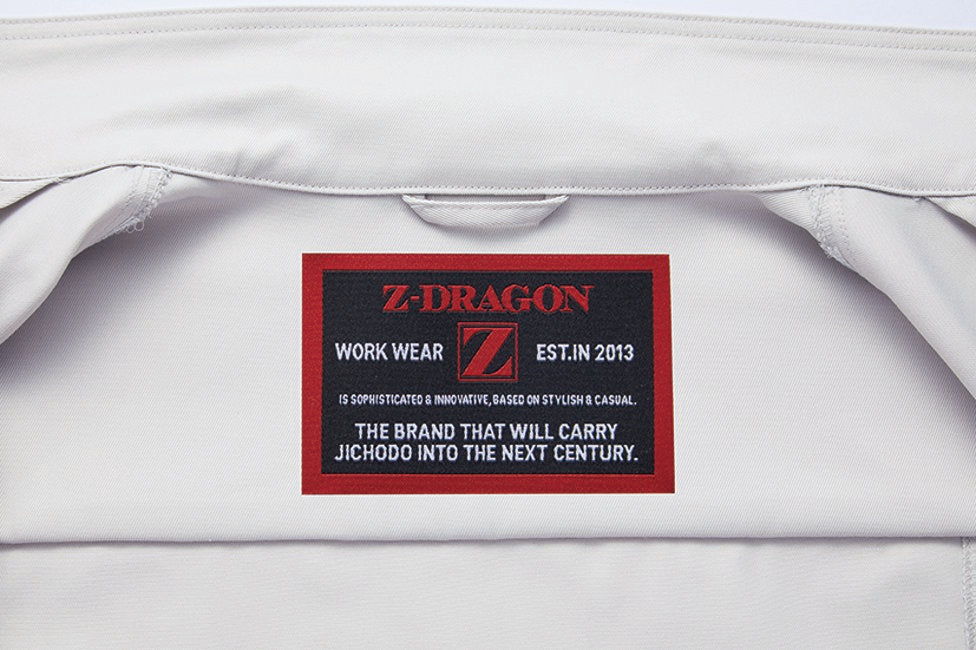 Z-DRAGON
WORK WEAR Z EST.IN 2013
IS SOPHISTICATED & INNOVATIVE, BASED ON STYLISH & CASUAL.
THE BRAND THAT WILL CARRY
JICHODO INTO THE NEXT CENTURY.